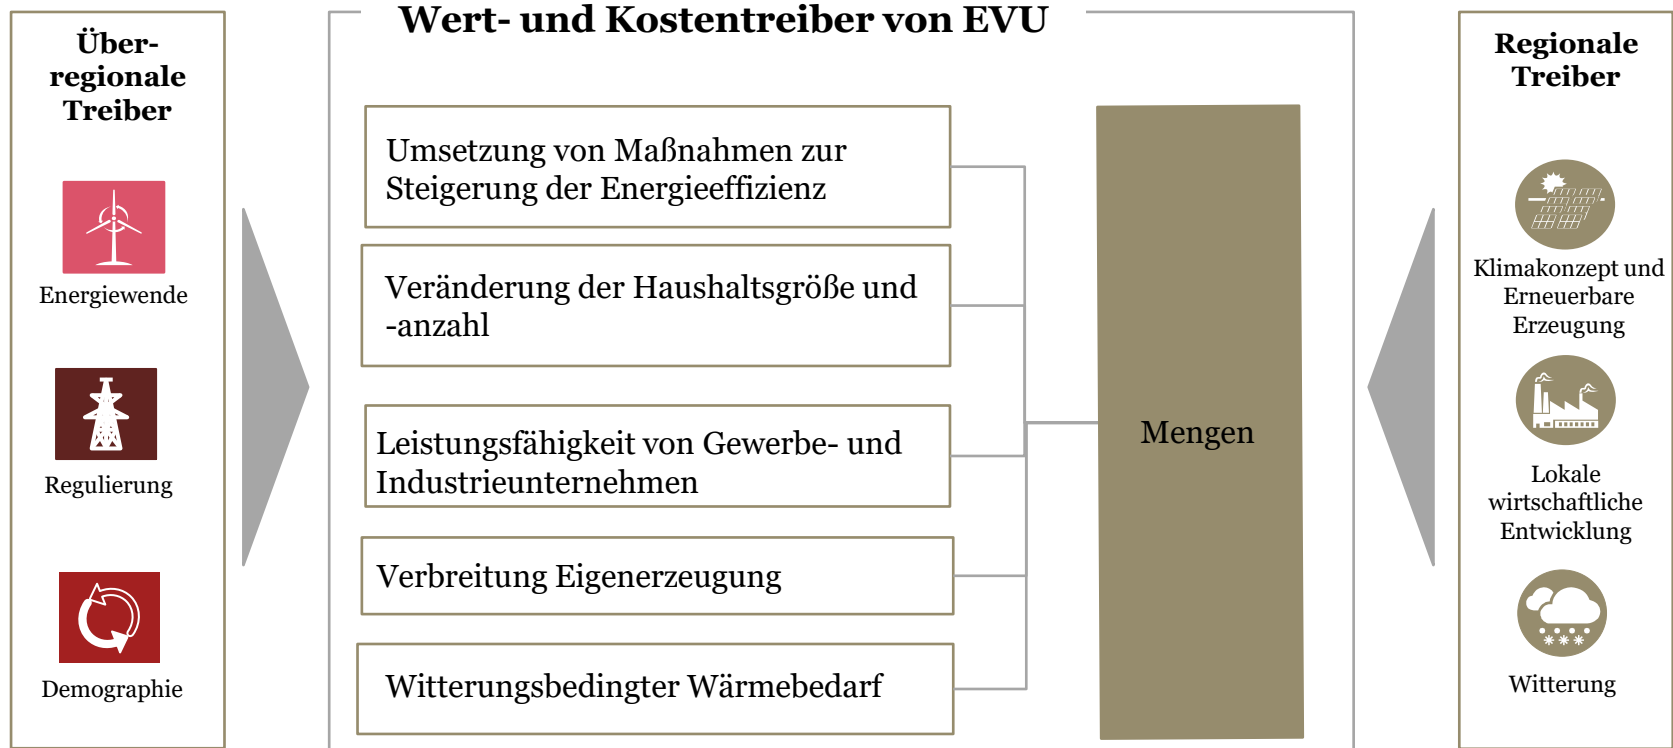 Über-
regionale
Treiber
Energiewende
Regulierung
Demographie
Wert- und Kostentreiber von EVU
Umsetzung von Maßnahmen zur
Steigerung der Energieeffizienz
Veränderung der Haushaltsgröße und
-anzahl
Leistungsfähigkeit von Gewerbe- und
Industrieunternehmen
Verbreitung Eigenerzeugung
Witterungsbedingter Wärmebedarf
Mengen
Regionale
Treiber
Klimakonzept und
Erneuerbare
Erzeugung
Lokale
wirtschaftliche
Entwicklung
Witterung